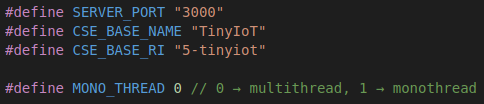 #define SERVER_PORT "3000"
#define CSE_BASE_NAME "TinyIoT"
#define CSE_BASE_RI "5-tinyiot"
#define MONO_THREAD 0 // 0 → multithread, 1 → monothread